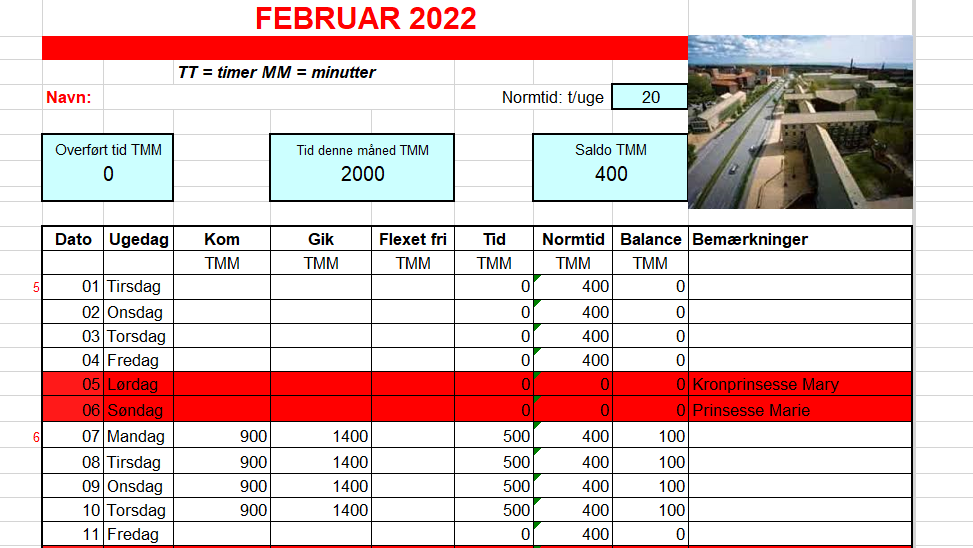 FEBRUAR 2022
TT = timer MM = minutter
Navn: Normtid: t/uge 20
Overført tid TMM Tid denne måned TMM Saldo TMM
0 2000 400
Dato Ugedag Kom Gik Flexet fri Tid Normtid Balance Bemærkninger
TMM TMM TMM TMM TMM TMM
5 01 Tirsdag 0 400 0
02 Onsdag 0 400 0
03 Torsdag 0 400 0
04 Fredag 0 400 0
05 Lørdag 0 0 0 Kronprinsesse Mary
06 Søndag 0 0 0 Prinsesse Marie
6 07 Mandag 900 1400 500 400 100
08 Tirsdag 900 1400 500 400 100
09 Onsdag 900 1400 500 400 100
10 Torsdag 900 1400 500 400 100
11 Fredag 0 400 0